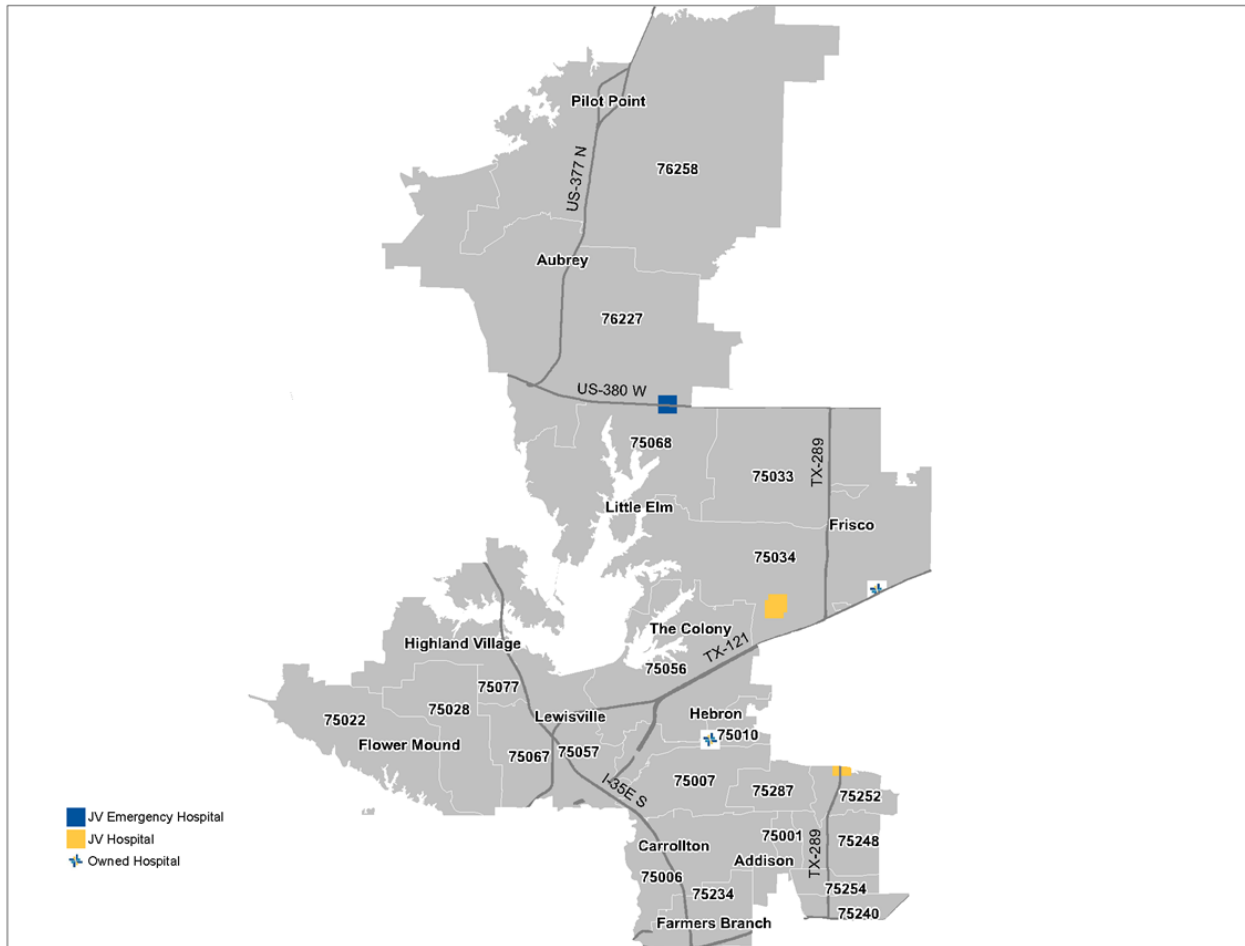 Pilot Point
US-377 N
76258
Aubrey
76227
US-380 W
75068
TX-289
75033
Little Elm
Frisco
75034
The Colony
Highland Village
TX-121
75056
75077
75028
Lewisville
Hebron
75022
75010
Flower Mound
75067
75057
75007
I-35E S
75287
75252
JV Emergency Hospital
JV Hospital
Owned Hospital
75001
75248
Carrollton
TX-289
Addison
75006
75234
75254
75240
Farmers Branch